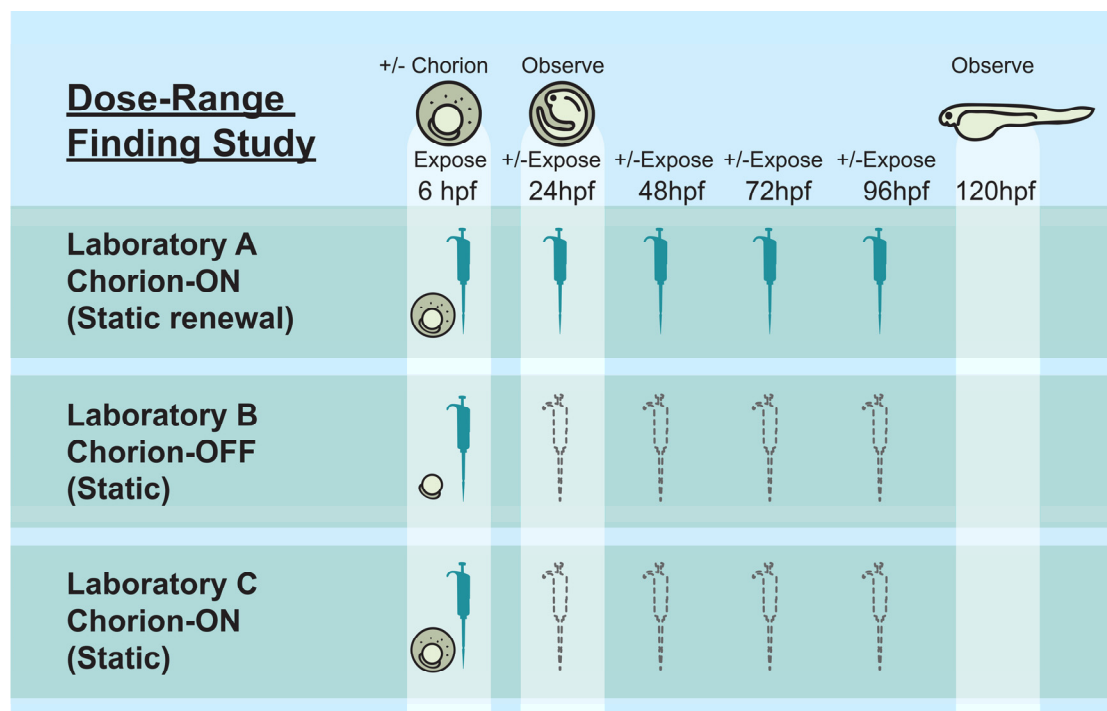 +/- Chorion
Observe
Observe
Dose-Range
Finding Study
Expose
+/-Expose
+/-Expose
+/-Expose
+/-Expose
6 hpf
24hpf
48hpf
72hpf
96hpf
120hpf
Laboratory A
Chorion-ON
(Static renewal)
Laboratory B
Chorion-OFF
(Static)
Laboratory C
Chorion-ON
(Static)